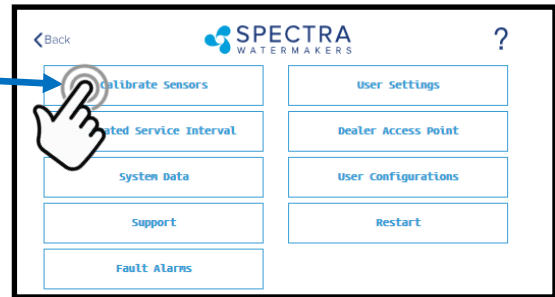 Back
SPECTRA
WATERMAKERS
?
Calibrate Sensors
User Settings
ated Service Interval
Dealer Access Point
System Data
User Configurations
Support
Restart
Fault Alarms